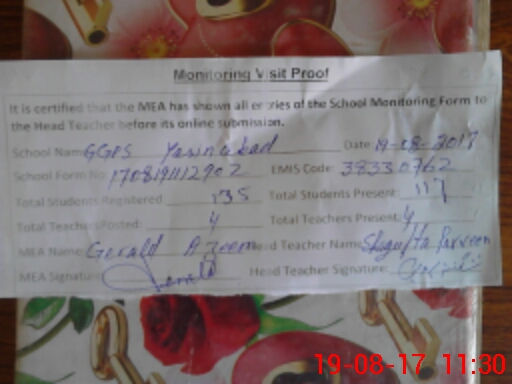 Monitoring Visit Proof
It is certified that the MEA has shown all entries of the School Monitoring Form to
the Head Teacher before its online submission.
School Name GGPS Yasinabad Date: 19-08-2017
School Form No: EMIS Code: 38330762
Total Students Registered 135 Total Students Present: 117
Total Teachers Posted: 4 Total Teachers Present: 4
MEA Name: Gerald Azeem Head Teacher Name: Shagufta Parveen
MEA Signature: Gerald Head Teacher Signature:
19-08-17 11:30